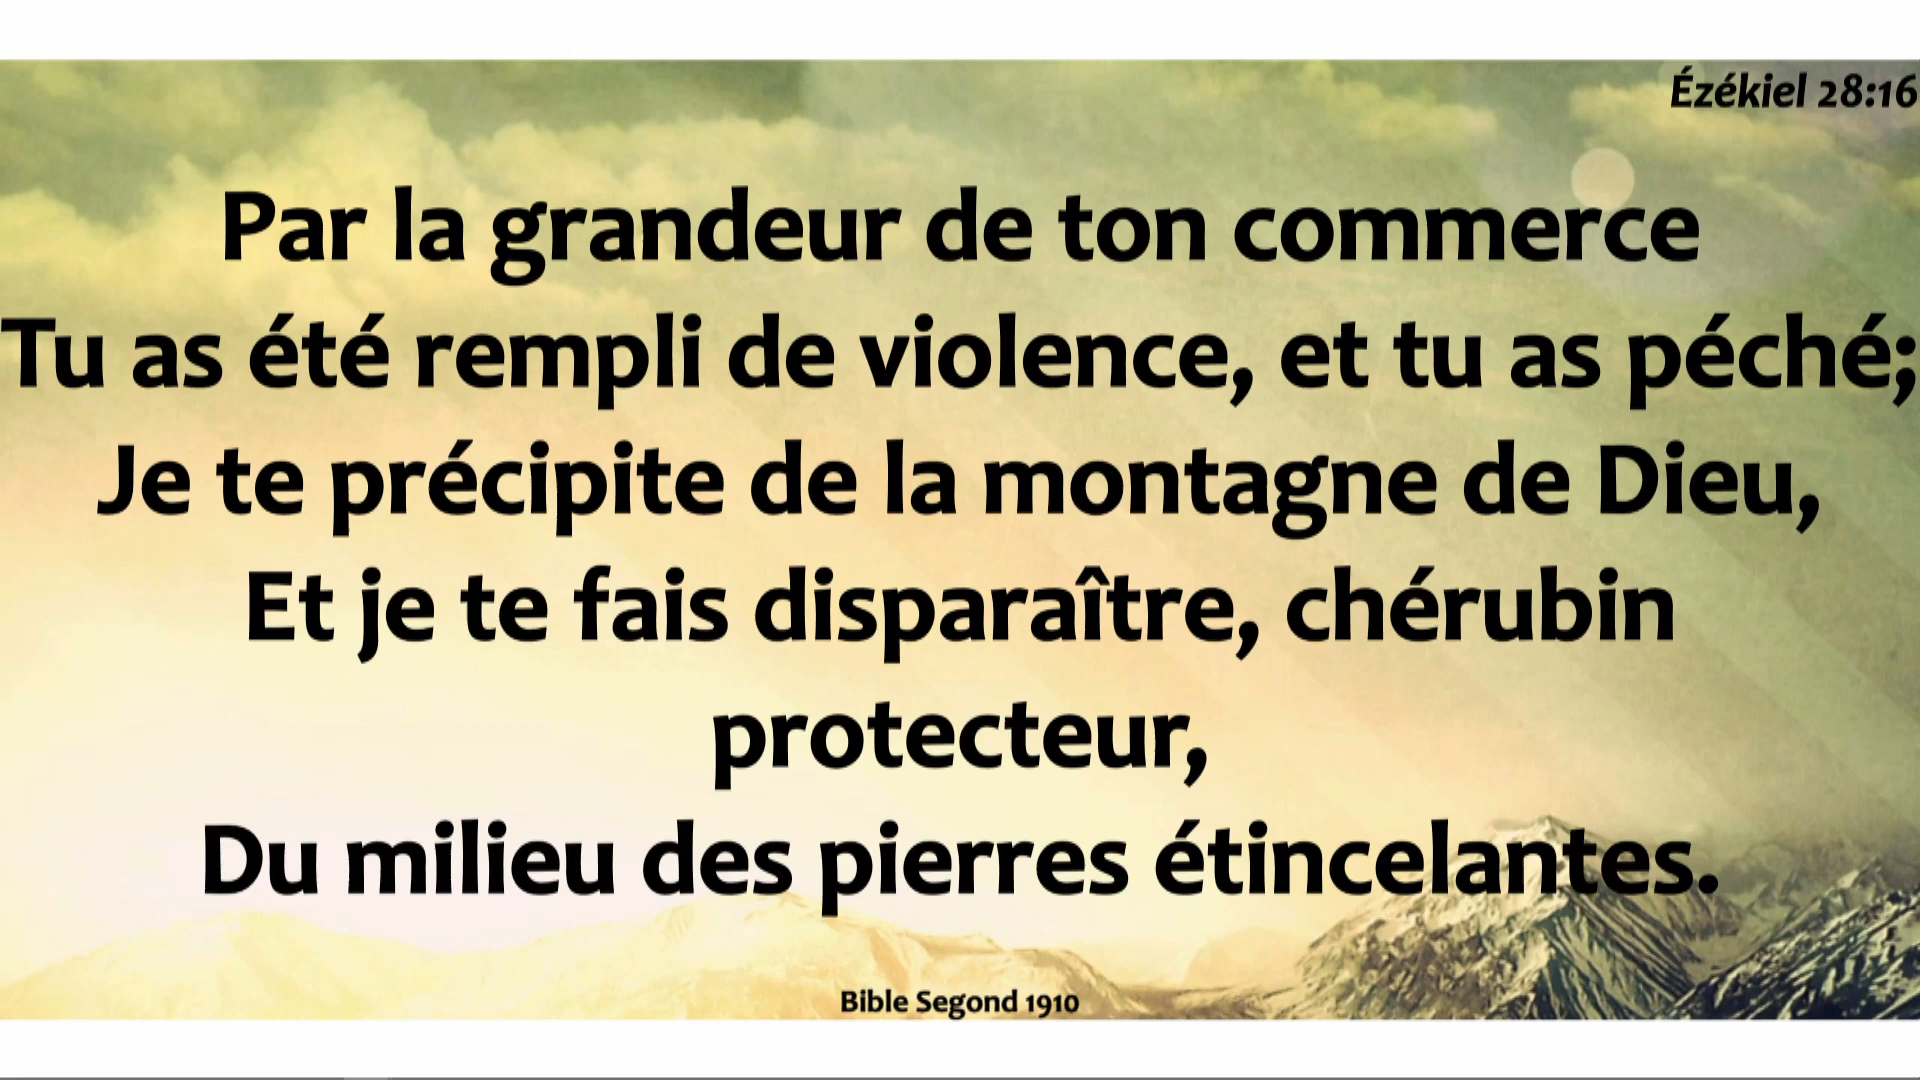 Ézékiel 28:16
Par la grandeur de ton commerce
Tu as été rempli de violence, et tu as péché;
Je te précipite de la montagne de Dieu,
Et je te fais disparaître, chérubin
protecteur,
Du milieu des pierres étincelantes.
Bible Segond 1910